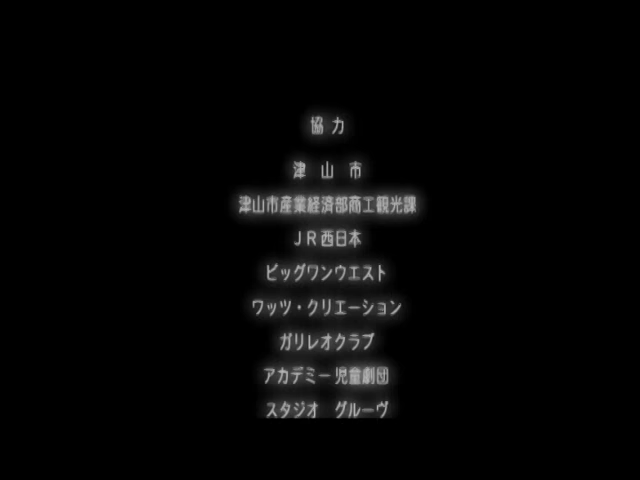 協 力
津 山 市
津山市産業経済部商工観光課
JR西日本
ビッグワンウエスト
ワッツ・クリエーション
ガリレオクラブ
アカデミー児童劇団
スタジオ グルーヴ